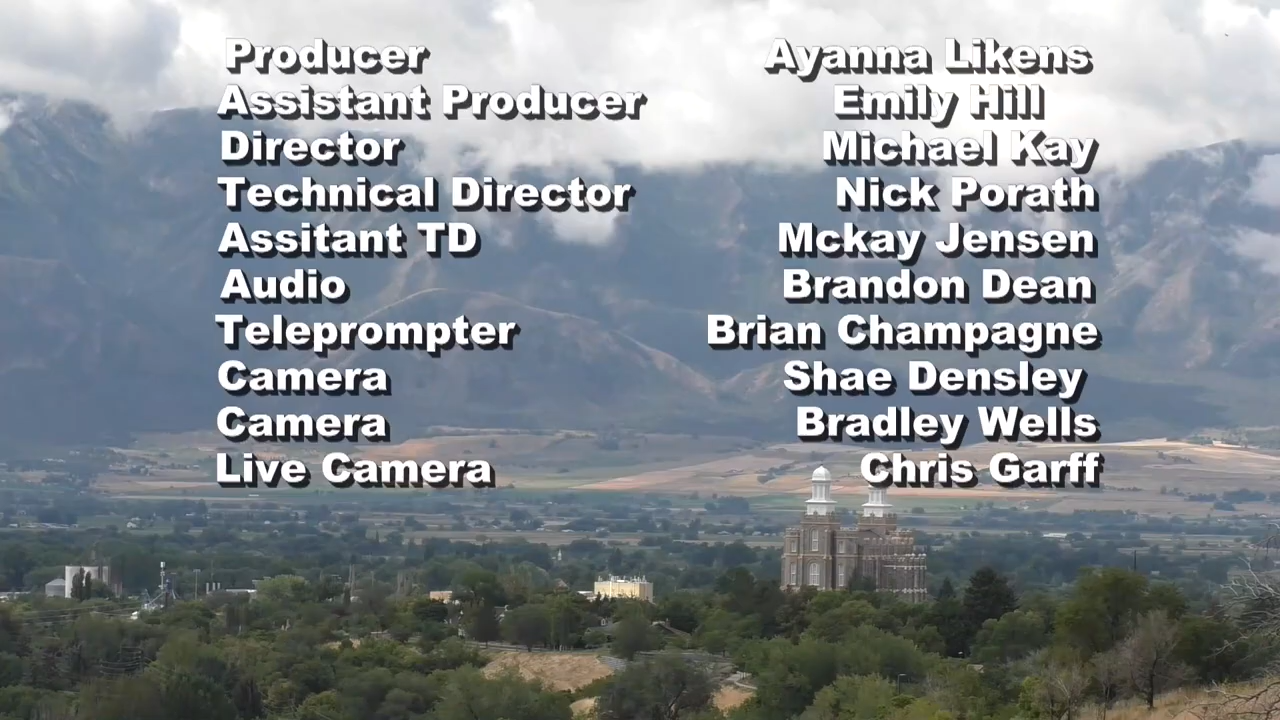 Producer Ayanna Likens
Assistant Producer Emily Hill
Director Michael Kay
Technical Director Nick Porath
Assitant TD Mckay Jensen
Audio Brandon Dean
Teleprompter Brian Champagne
Camera Shae Densley
Camera Bradley Wells
Live Camera Chris Garff